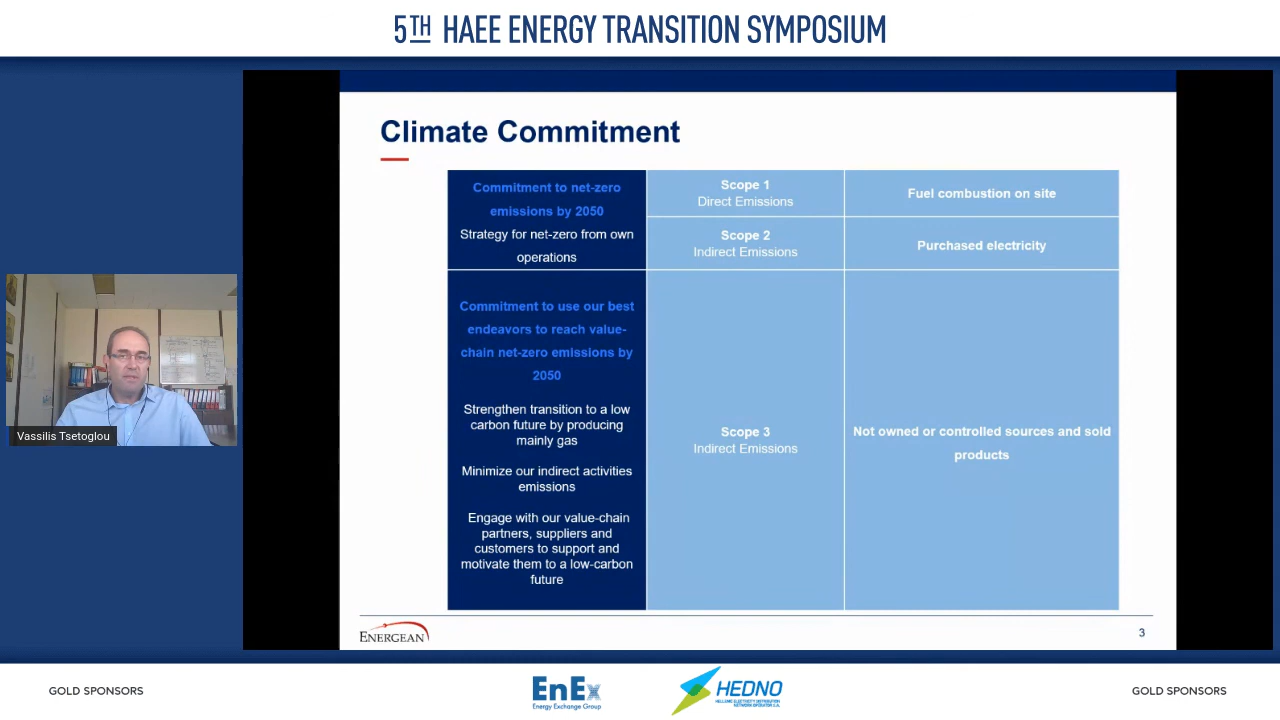 5TH HAEE ENERGY TRANSITION SYMPOSIUM
Climate Commitment
Commitment to net-zero
emissions by 2050
Strategy for net-zero from own
operations
Scope 1
Direct Emissions
Fuel combustion on site
Scope 2
Indirect Emissions
Purchased electricity
Commitment to use our best
endeavors to reach value-
chain net-zero emissions by
2050
Strengthen transition to a low
carbon future by producing
mainly gas
Minimize our indirect activities
emissions
Engage with our value-chain
partners, suppliers and
customers to support and
motivate them to a low-carbon
future
Scope 3
Indirect Emissions
Not owned or controlled sources and sold
products
Vassilis Tsetoglou
ENERGEAN
3
GOLD SPONSORS
EnEx
Energy Exchange Group
HEDNO
HELLENIC ELECTRICITY DISTRIBUTION
NETWORK OPERATOR S.A.
GOLD SPONSORS